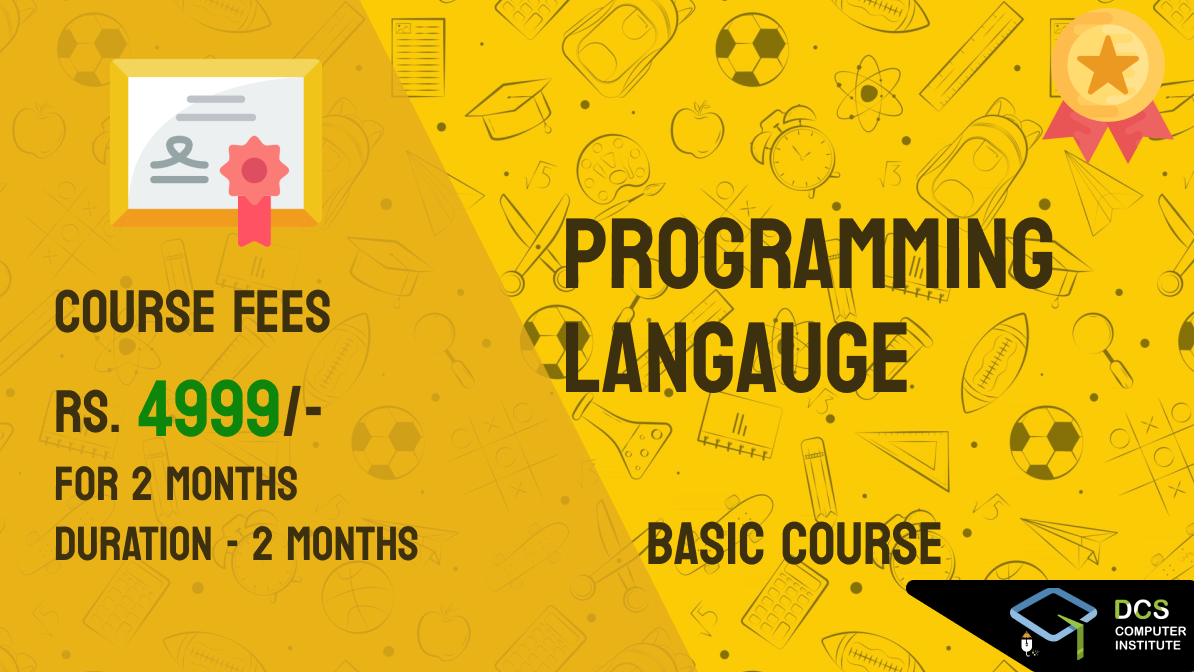 COURSE FEES
RS. 4999/-
FOR 2 MONTHS
DURATION - 2 MONTHS
PROGRAMMING
LANGAUGE
BASIC COURSE
DCS
COMPUTER
INSTITUTE